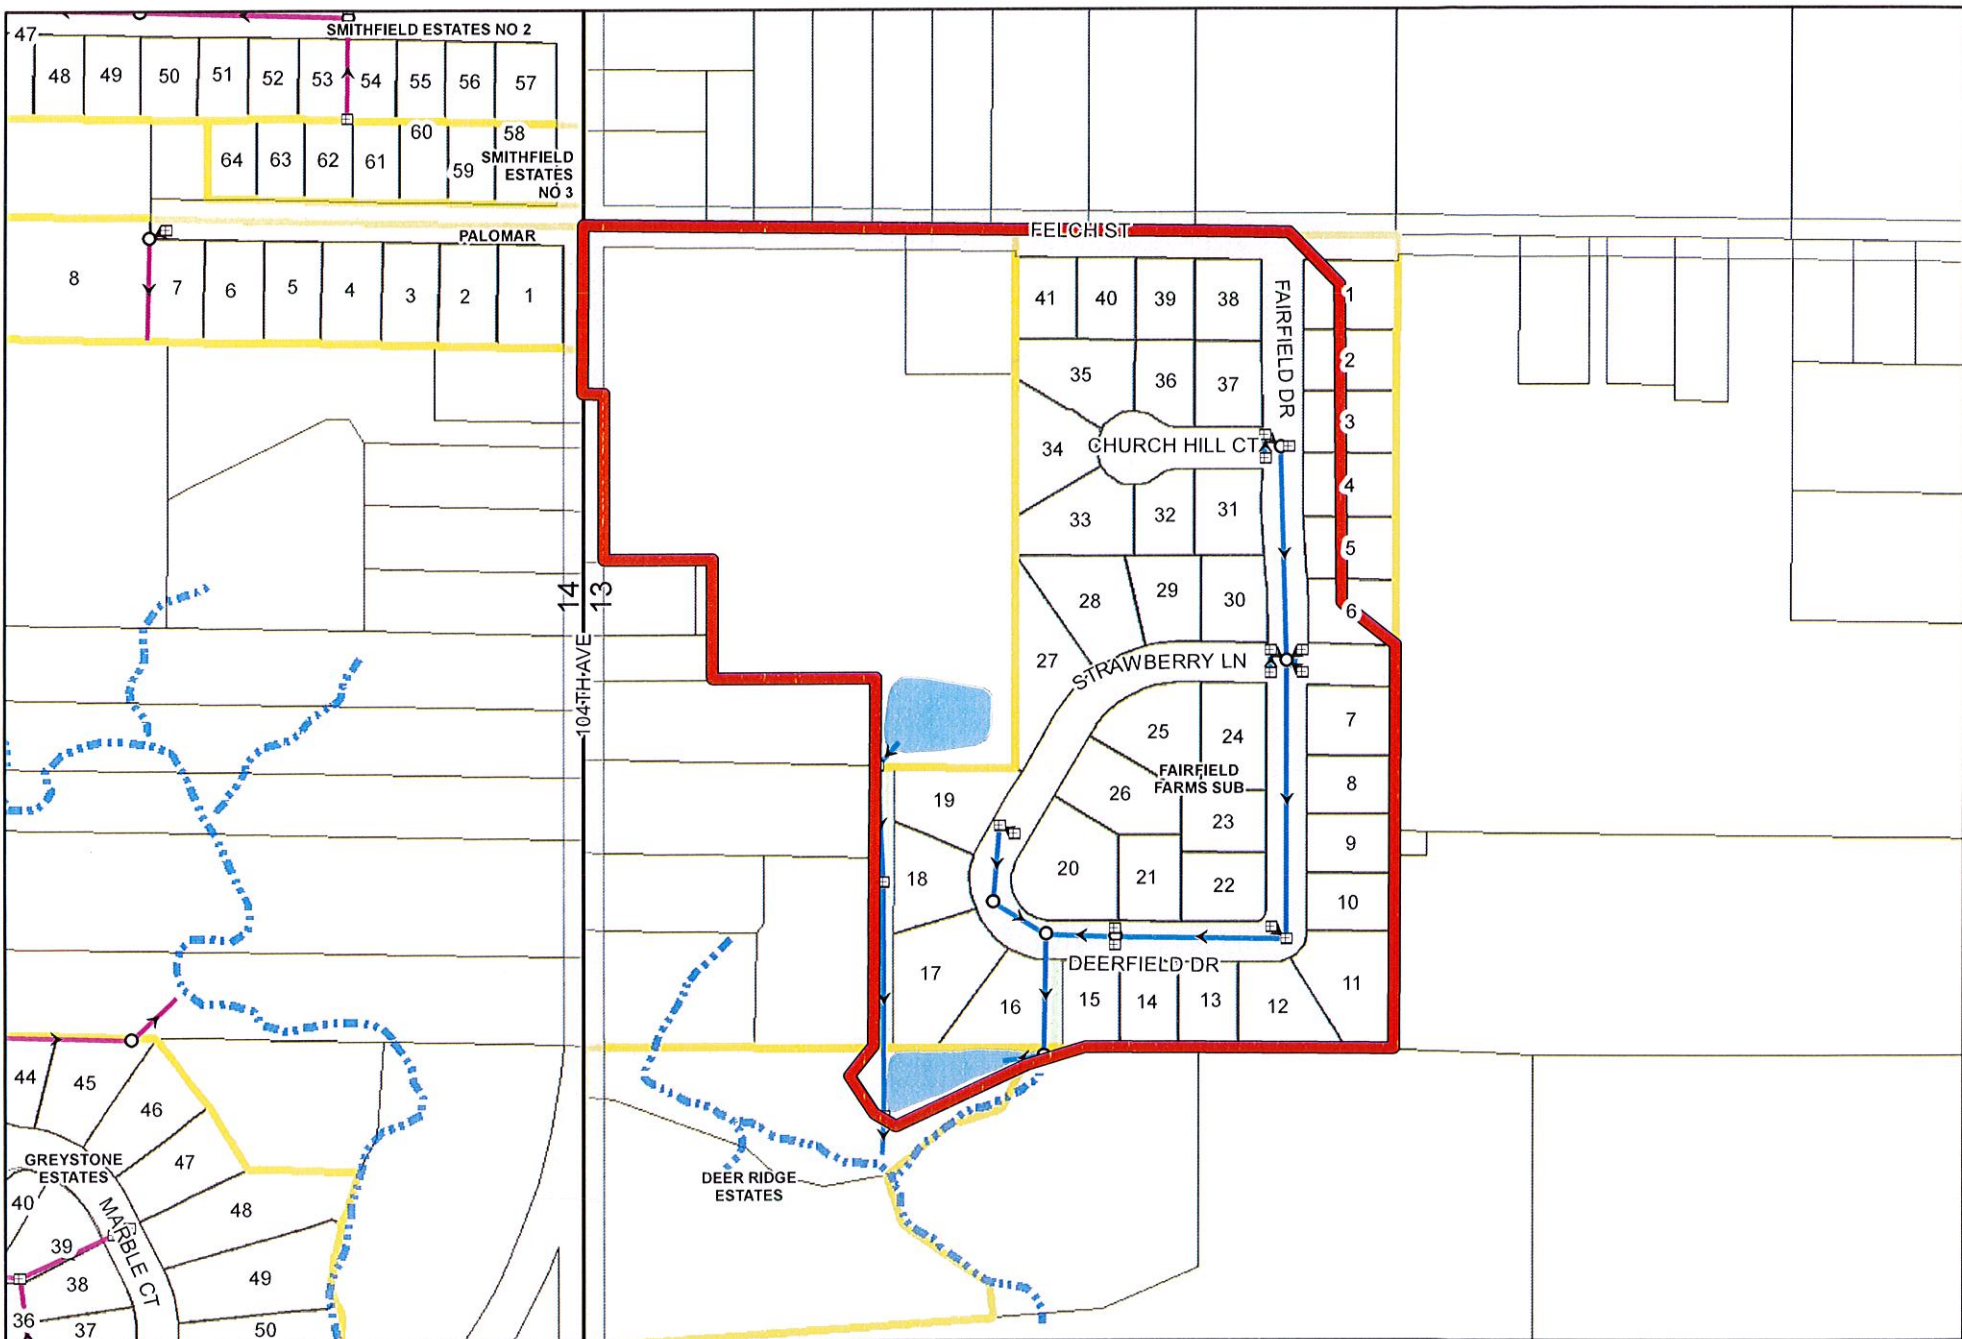 SMITHFIELD ESTATES NO 2
47
48 49 50 51 52 53 54 55 56 57
64 63 62 61 60 59 58
SMITHFIELD
ESTATES
NO 3
PALOMAR
8 7 6 5 4 3 2 1
FELCH ST
41 40 39 38
FAIRFIELD DR
1
2
3
4
5
6
35 36 37
34
CHURCH HILL CT
33 32 31
28 29 30
27
STRAWBERRY LN
14 13
104TH AVE
25 24
7
8
9
10
11
FAIRFIELD
FARMS SUB
26
23
19
18
20 21 22
17
DEERFIELD DR
16 15 14 13 12
44 45
46
47
GREYSTONE
ESTATES
40
48
MARBLE CT
39
38
49
36
37
50
DEER RIDGE
ESTATES